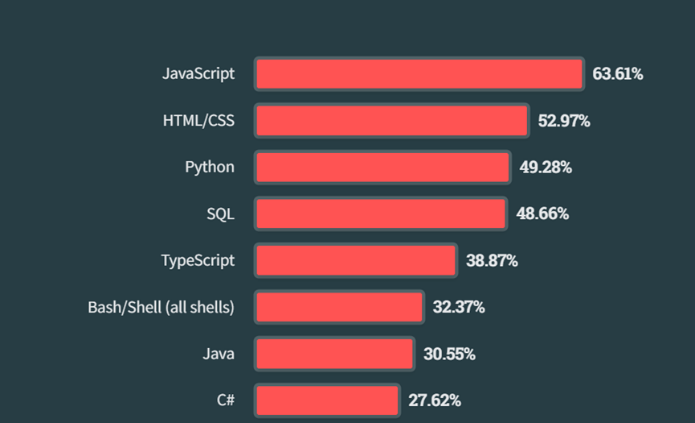 JavaScript 63.61%
HTML/CSS 52.97%
Python 49.28%
SQL 48.66%
TypeScript 38.87%
Bash/Shell (all shells) 32.37%
Java 30.55%
C# 27.62%